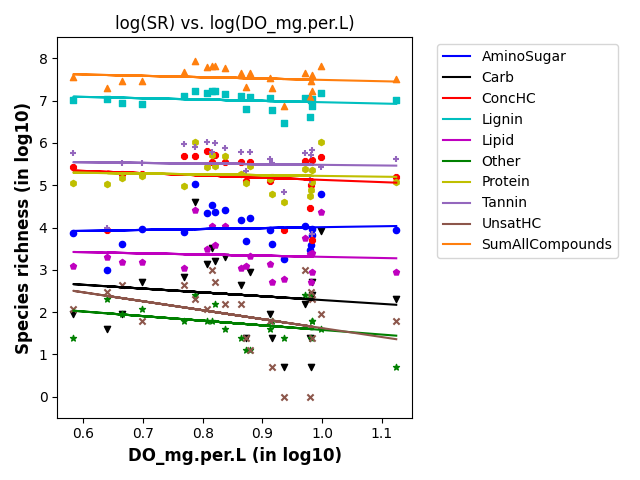 log(SR) vs. log(DO_mg.per.L)
Species richness (in log10)
8
7
6
5
4
3
2
1
0
0.6 0.7 0.8 0.9 1.0 1.1
DO_mg.per.L (in log10)
AminoSugar
Carb
ConcHC
Lignin
Lipid
Other
Protein
Tannin
UnsatHC
SumAllCompounds